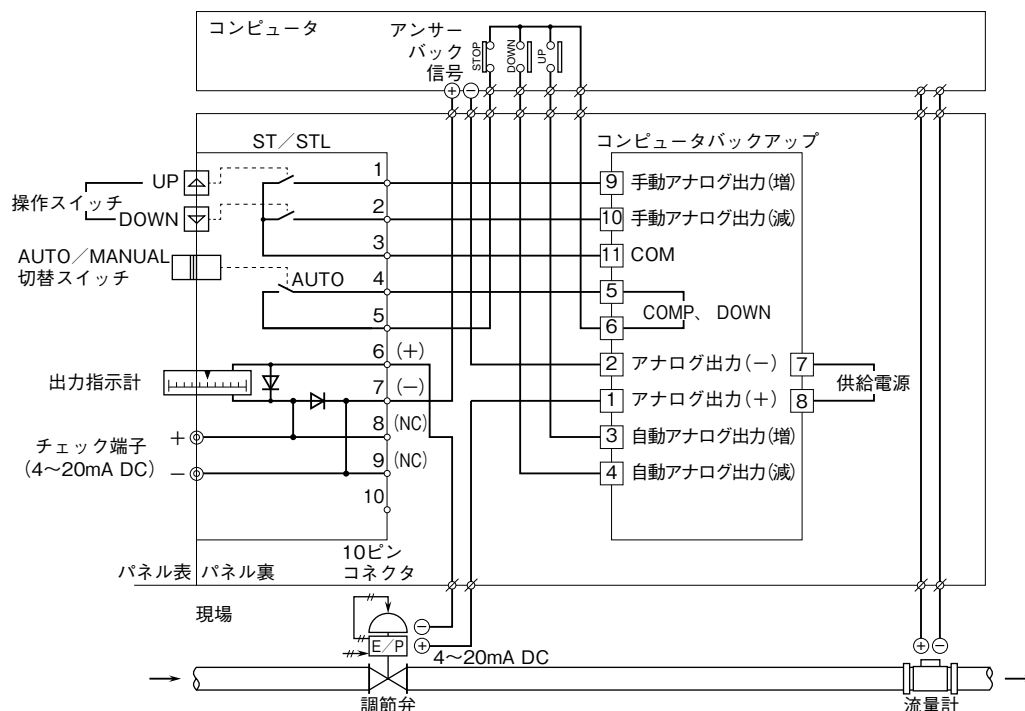 コンピュータ
アンサー
バック
信号
STOP
DOWN
UP
+ −
ST/STL
コンピュータバックアップ
UP
操作スイッチ
DOWN
AUTO/MANUAL
切替スイッチ
AUTO
出力指示計
チェック端子
(4〜20mA DC)
+
−
1
2
3
4
5
6 (+)
7 (−)
8 (NC)
9 (NC)
10
10ピン
コネクタ
9 手動アナログ出力(増)
10 手動アナログ出力(減)
11 COM
5
COMP、DOWN
6
2 アナログ出力(−) 7
供給電源
1 アナログ出力(+) 8
3 自動アナログ出力(増)
4 自動アナログ出力(減)
パネル表 パネル裏
現場
−
E/P +
4〜20mA DC
調節弁
+ −
流量計